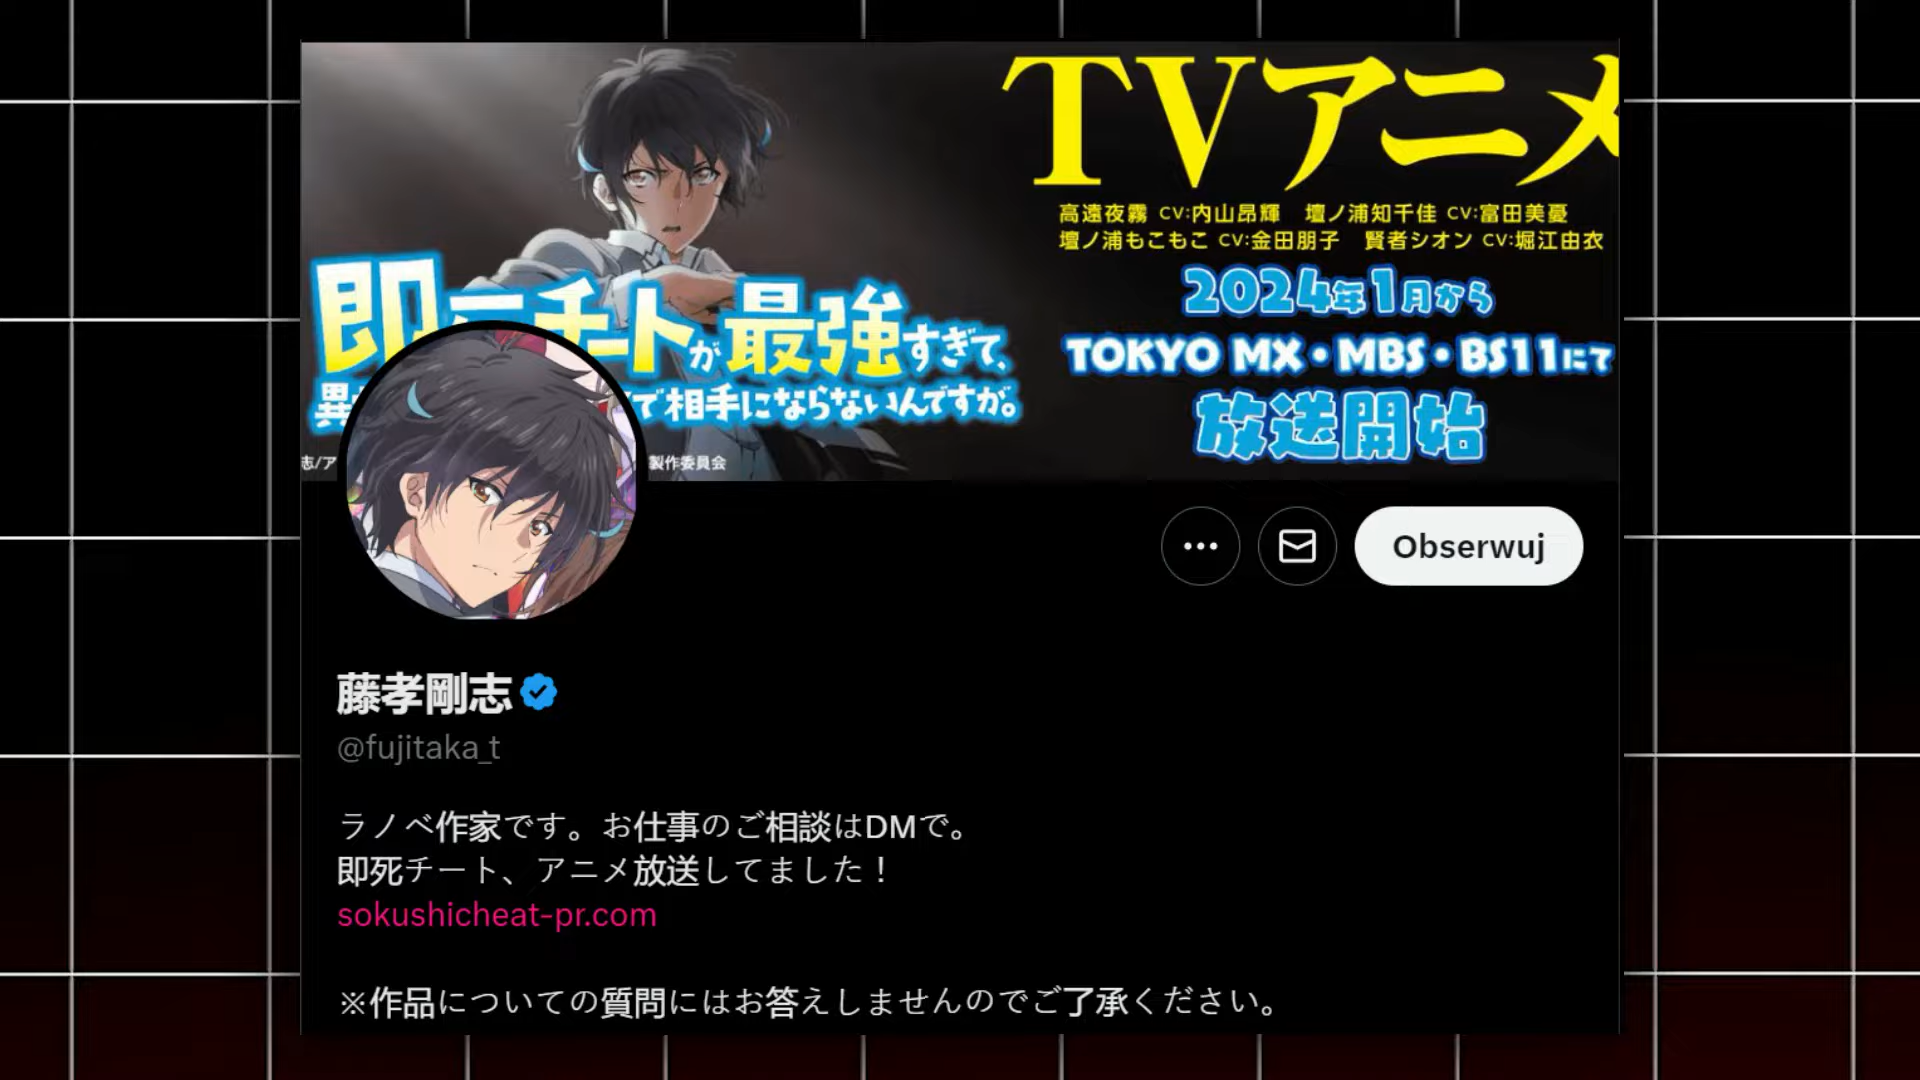 TVアニメ
高遠夜霧 CV:内山昂輝 壇ノ浦知千佳 CV:富田美憂
壇ノ浦もこもこ CV:金田朋子 賢者シオン CV:堀江由衣
2024年1月から
TOKYO MX・MBS・BS11にて
放送開始
即 チートが最強すぎて、
異 で相手にならないんですが。
志/ア 製作委員会
Obserwuj
藤孝剛志
@fujitaka_t
ラノベ作家です。お仕事のご相談はDMで。
即死チート、アニメ放送してました！
sokushicheat-pr.com
※作品についての質問にはお答えしませんのでご了承ください。